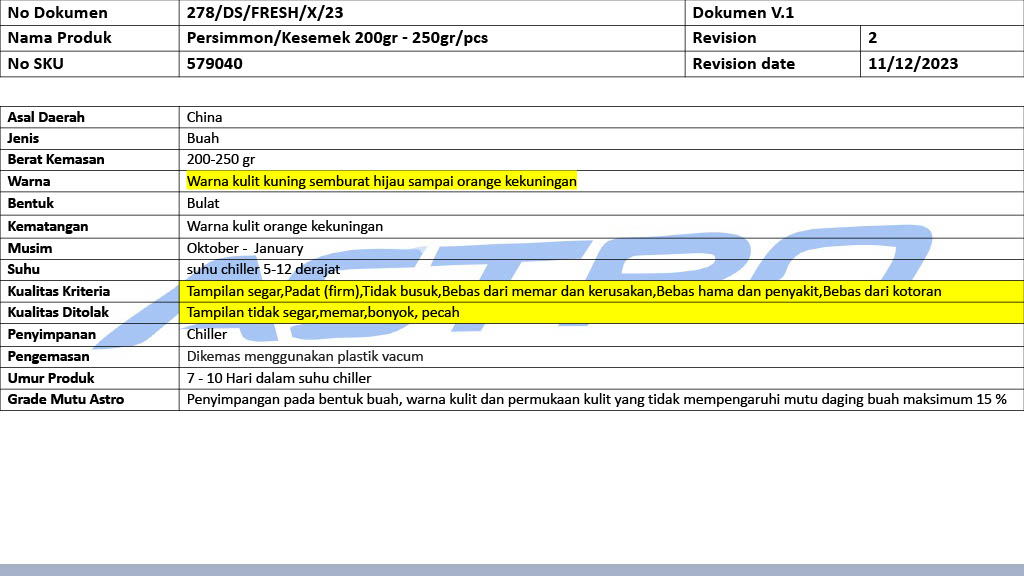 No Dokumen 278/DS/FRESH/X/23 Dokumen V.1
Nama Produk Persimmon/Kesemek 200gr - 250gr/pcs Revision 2
No SKU 579040 Revision date 11/12/2023
Asal Daerah China
Jenis Buah
Berat Kemasan 200-250 gr
Warna Warna kulit kuning semburat hijau sampai orange kekuningan
Bentuk Bulat
Kematangan Warna kulit orange kekuningan
Musim Oktober - January
Suhu suhu chiller 5-12 derajat
Kualitas Kriteria Tampilan segar,Padat (firm),Tidak busuk,Bebas dari memar dan kerusakan,Bebas hama dan penyakit,Bebas dari kotoran
Kualitas Ditolak Tampilan tidak segar,memar,bonyok, pecah
Penyimpanan Chiller
Pengemasan Dikemas menggunakan plastik vacum
Umur Produk 7 - 10 Hari dalam suhu chiller
Grade Mutu Astro Penyimpangan pada bentuk buah, warna kulit dan permukaan kulit yang tidak mempengaruhi mutu daging buah maksimum 15 %
ASTRO